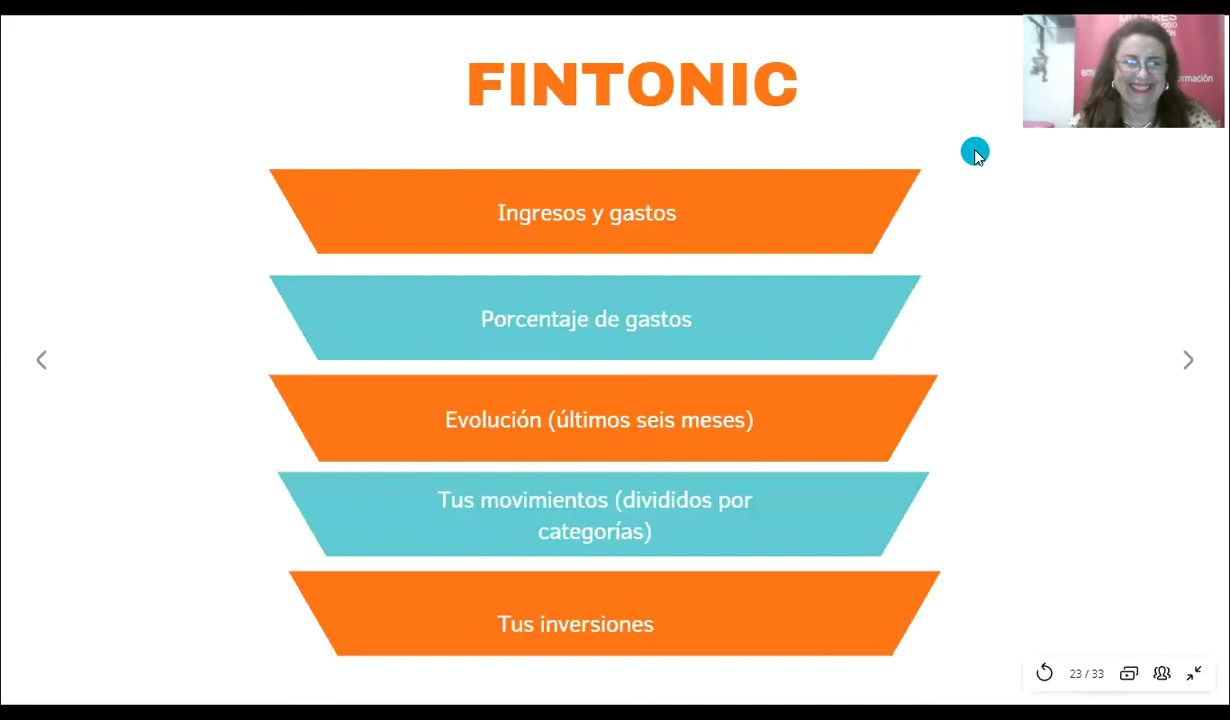 FINTONIC
MUJERES
Ingresos y gastos
Porcentaje de gastos
Evolución (últimos seis meses)
Tus movimientos (divididos por
categorías)
Tus inversiones
23 / 33